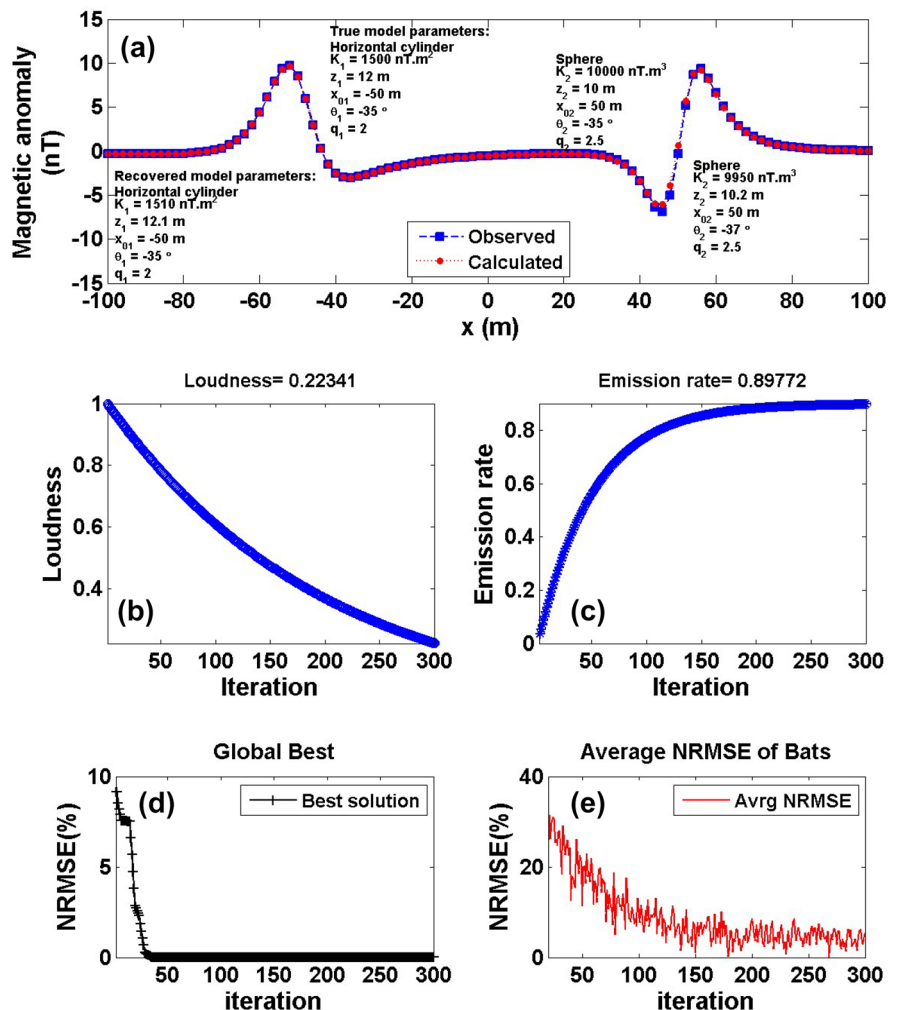 (a)
True model parameters:
Horizontal cylinder
K₁ = 1500 nT.m²
z₁ = 12 m
x₀₁ = -50 m
θ₁ = -35 °
q₁ = 2
Sphere
K₂ = 10000 nT.m³
z₂ = 10 m
x₀₂ = 50 m
θ₂ = -35 °
q₂ = 2.5
Recovered model parameters:
Horizontal cylinder
K₁ = 1510 nT.m²
z₁ = 12.1 m
x₀₁ = -50 m
θ₁ = -35 °
q₁ = 2
Sphere
K₂ = 9950 nT.m³
z₂ = 10.2 m
x₀₂ = 50 m
θ₂ = -37 °
q₂ = 2.5
Observed
Calculated
Magnetic anomaly
(nT)
15
10
5
0
-5
-10
-15
-100 -80 -60 -40 -20 0 20 40 60 80 100
x (m)
Loudness= 0.22341
Loudness
1
0.8
0.6
0.4
(b)
50 100 150 200 250 300
Iteration
Emission rate= 0.89772
Emission rate
0.8
0.6
0.4
0.2
0
(c)
50 100 150 200 250 300
Iteration
Global Best
NRMSE(%)
10
5
0
(d)
Best solution
50 100 150 200 250 300
iteration
Average NRMSE of Bats
NRMSE(%)
40
20
0
(e)
Avrg NRMSE
50 100 150 200 250 300
iteration